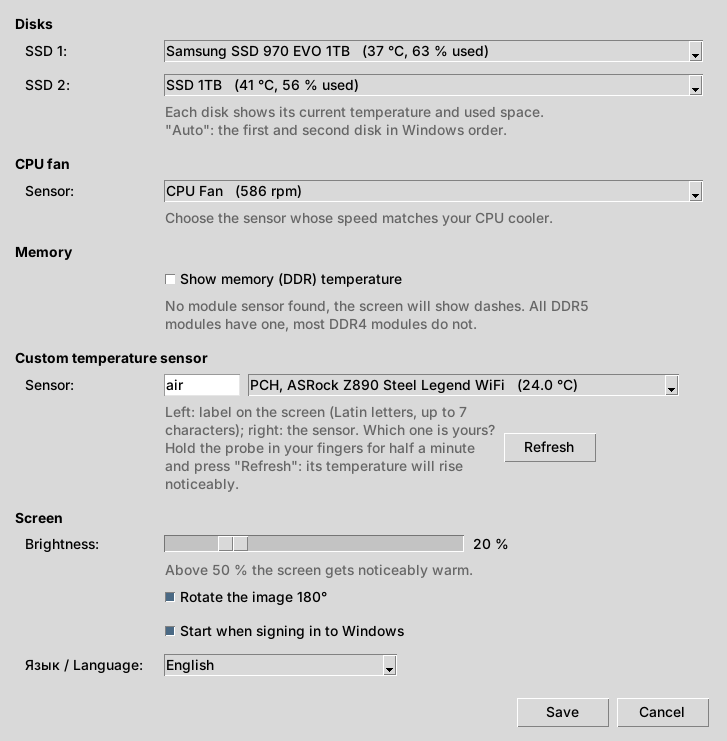 Disks
SSD 1: Samsung SSD 970 EVO 1TB (37 °C, 63 % used)
SSD 2: SSD 1TB (41 °C, 56 % used)
Each disk shows its current temperature and used space.
"Auto": the first and second disk in Windows order.
CPU fan
Sensor: CPU Fan (586 rpm)
Choose the sensor whose speed matches your CPU cooler.
Memory
Show memory (DDR) temperature
No module sensor found, the screen will show dashes. All DDR5
modules have one, most DDR4 modules do not.
Custom temperature sensor
Sensor: air PCH, ASRock Z890 Steel Legend WiFi (24.0 °C)
Left: label on the screen (Latin letters, up to 7
characters); right: the sensor. Which one is yours?
Hold the probe in your fingers for half a minute
and press "Refresh": its temperature will rise
noticeably.
Refresh
Screen
Brightness: 20 %
Above 50 % the screen gets noticeably warm.
Rotate the image 180°
Start when signing in to Windows
Язык / Language: English
Save Cancel